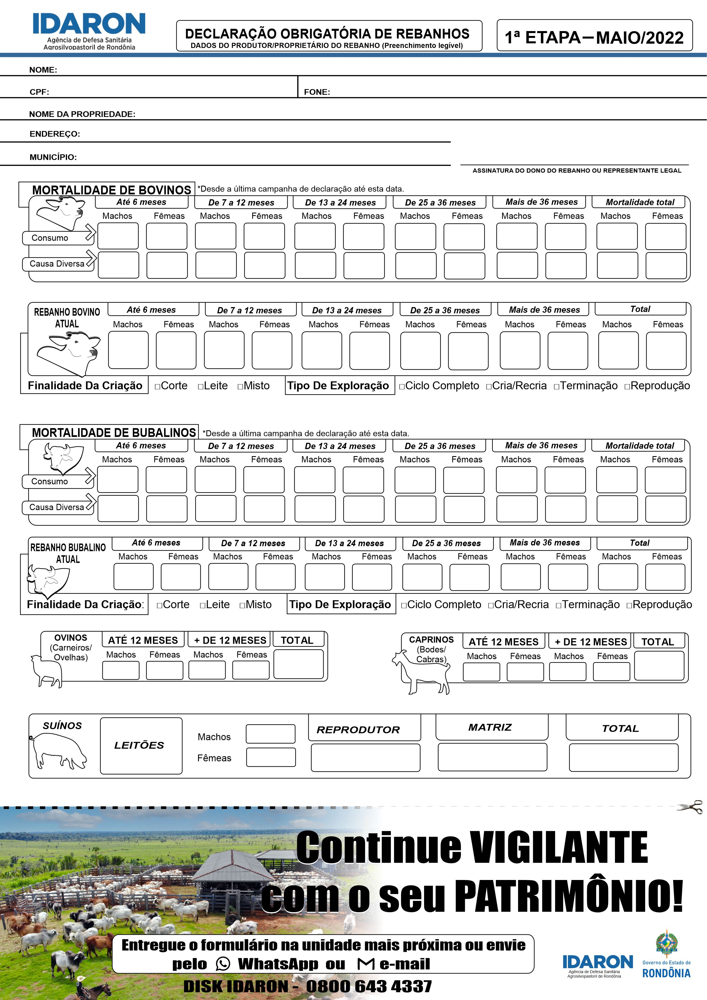 IDARON
Agência de Defesa Sanitária
Agrosilvopastoril de Rondônia
DECLARAÇÃO OBRIGATÓRIA DE REBANHOS
DADOS DO PRODUTOR/PROPRIETÁRIO DO REBANHO (Preenchimento legível)
1ª ETAPA – MAIO/2022
NOME:
CPF: FONE:
NOME DA PROPRIEDADE:
ENDEREÇO:
MUNICÍPIO:
ASSINATURA DO DONO DO REBANHO OU REPRESENTANTE LEGAL
MORTALIDADE DE BOVINOS *Desde a última campanha de declaração até esta data.
Até 6 meses De 7 a 12 meses De 13 a 24 meses De 25 a 36 meses Mais de 36 meses Mortalidade total
Machos Fêmeas Machos Fêmeas Machos Fêmeas Machos Fêmeas Machos Fêmeas Machos Fêmeas
Consumo
Causa Diversa
REBANHO BOVINO
ATUAL
Até 6 meses De 7 a 12 meses De 13 a 24 meses De 25 a 36 meses Mais de 36 meses Total
Machos Fêmeas Machos Fêmeas Machos Fêmeas Machos Fêmeas Machos Fêmeas Machos Fêmeas
Finalidade Da Criação □Corte □Leite □Misto Tipo De Exploração □Ciclo Completo □Cria/Recria □Terminação □Reprodução
MORTALIDADE DE BUBALINOS *Desde a última campanha de declaração até esta data.
Até 6 meses De 7 a 12 meses De 13 a 24 meses De 25 a 36 meses Mais de 36 meses Mortalidade total
Machos Fêmeas Machos Fêmeas Machos Fêmeas Machos Fêmeas Machos Fêmeas Machos Fêmeas
Consumo
Causa Diversa
REBANHO BUBALINO
ATUAL
Até 6 meses De 7 a 12 meses De 13 a 24 meses De 25 a 36 meses Mais de 36 meses Total
Machos Fêmeas Machos Fêmeas Machos Fêmeas Machos Fêmeas Machos Fêmeas Machos Fêmeas
Finalidade Da Criação: □Corte □Leite □Misto Tipo De Exploração □Ciclo Completo □Cria/Recria □Terminação □Reprodução
OVINOS
(Carneiros/
Ovelhas)
ATÉ 12 MESES + DE 12 MESES TOTAL
Machos Fêmeas Machos Fêmeas
CAPRINOS
(Bodes/
Cabras)
ATÉ 12 MESES + DE 12 MESES TOTAL
Machos Fêmeas Machos Fêmeas
SUÍNOS
LEITÕES
Machos
Fêmeas
REPRODUTOR MATRIZ TOTAL
Continue VIGILANTE
com o seu PATRIMÔNIO!
Entregue o formulário na unidade mais próxima ou envie
pelo WhatsApp ou e-mail
DISK IDARON - 0800 643 4337
IDARON
Agência de Defesa Sanitária
Agrosilvopastoril de Rondônia
Governo do Estado de
RONDÔNIA